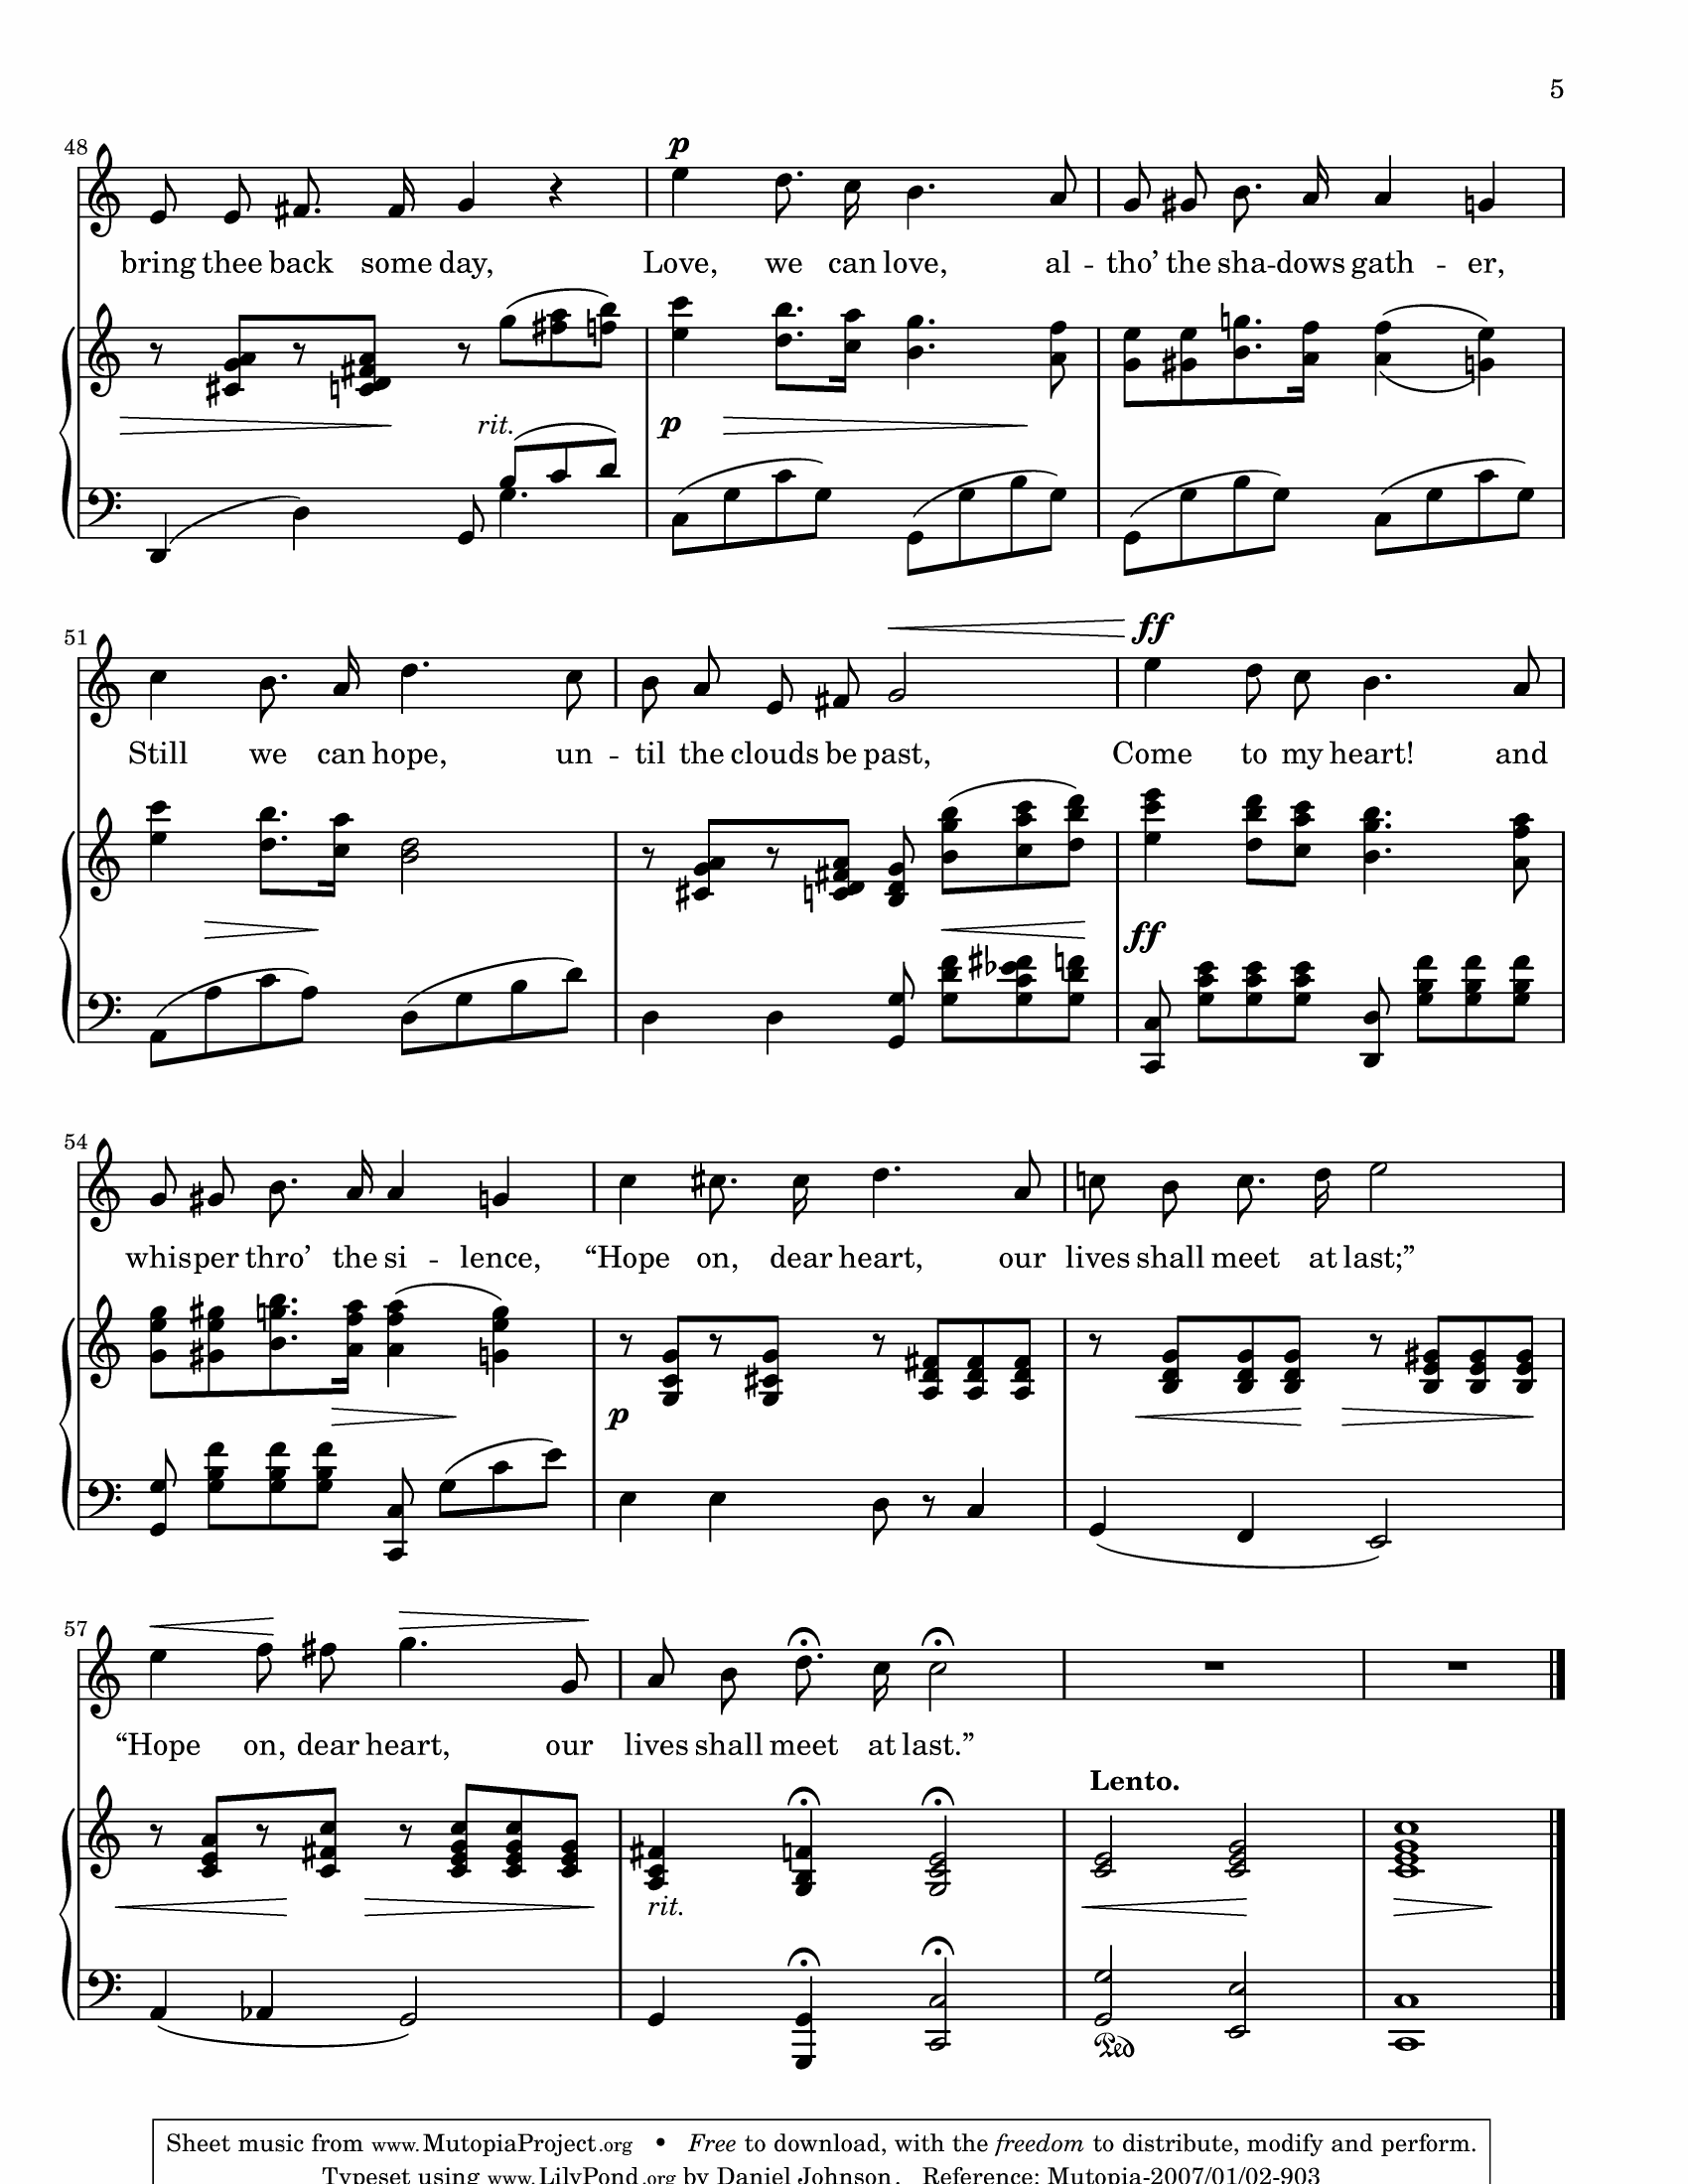 5
48
p
bring thee back some day, Love, we can love, al -- tho’ the sha -- dows gath -- er,
rit.
p
51
ff
Still we can hope, un -- til the clouds be past, Come to my heart! and
ff
54
whisper thro’ the si -- lence, “Hope on, dear heart, our lives shall meet at last;”
p
57
“Hope on, dear heart, our lives shall meet at last.”
Lento.
rit.
Ped
Sheet music from www.MutopiaProject.org • Free to download, with the freedom to distribute, modify and perform.
Typeset using www.LilyPond.org by Daniel Johnson. Reference: Mutopia-2007/01/02-903